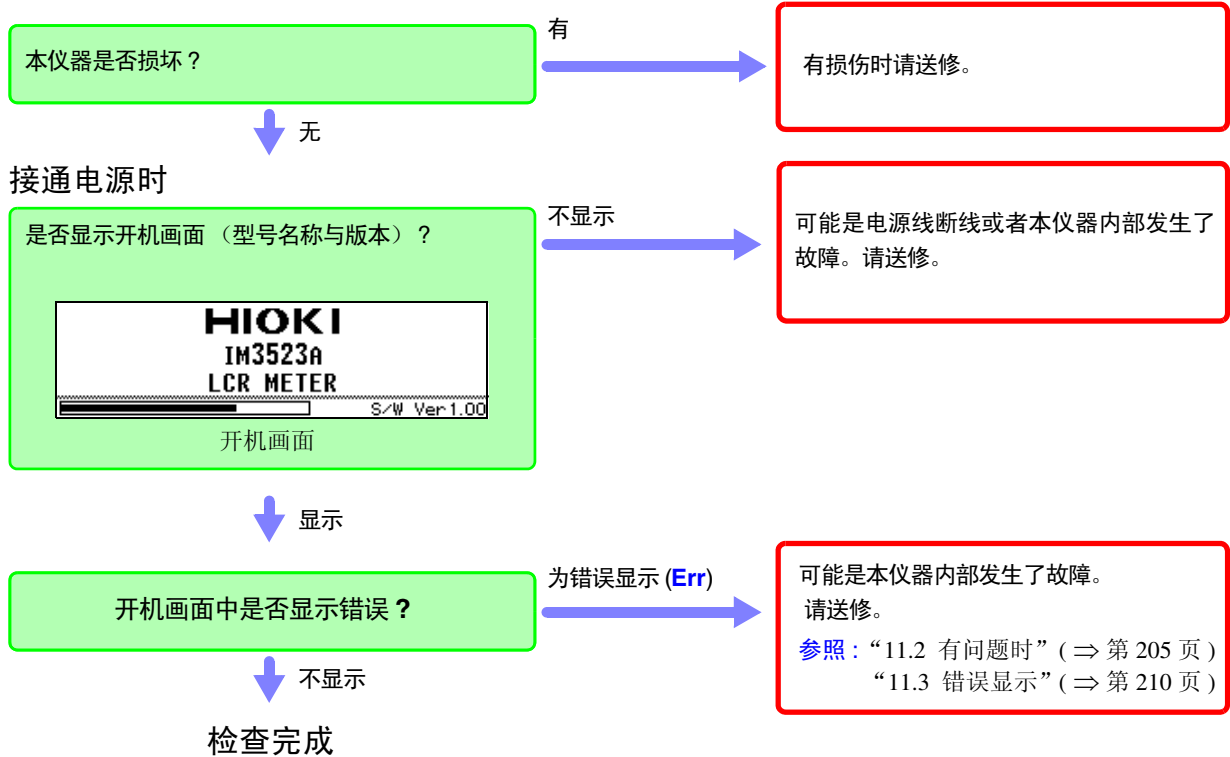 本仪器是否损坏？
有
有损伤时请送修。
无
接通电源时
是否显示开机画面 （型号名称与版本）？
不显示
可能是电源线断线或者本仪器内部发生了
故障。请送修。
HIOKI
IM3523A
LCR METER
S/W Ver1.00
开机画面
显示
开机画面中是否显示错误？
为错误显示 (Err)
可能是本仪器内部发生了故障。
请送修。
参照：“11.2 有问题时” ( ⇒ 第 205 页 )
“11.3 错误显示” ( ⇒ 第 210 页 )
不显示
检查完成